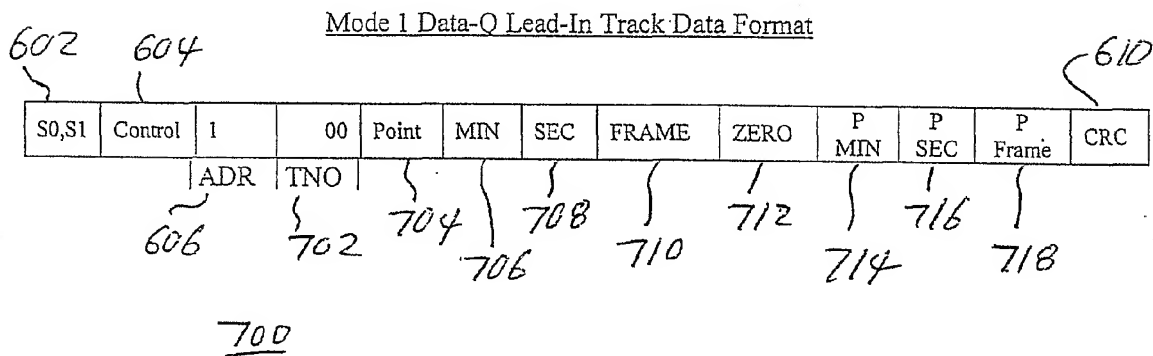 Mode 1 Data-Q Lead-In Track Data Format
602 604 610
S0,S1 Control 1 00 Point MIN SEC FRAME ZERO P MIN P SEC P Frame CRC
ADR TNO
606 702 704 706 708 710 712 714 716 718
700